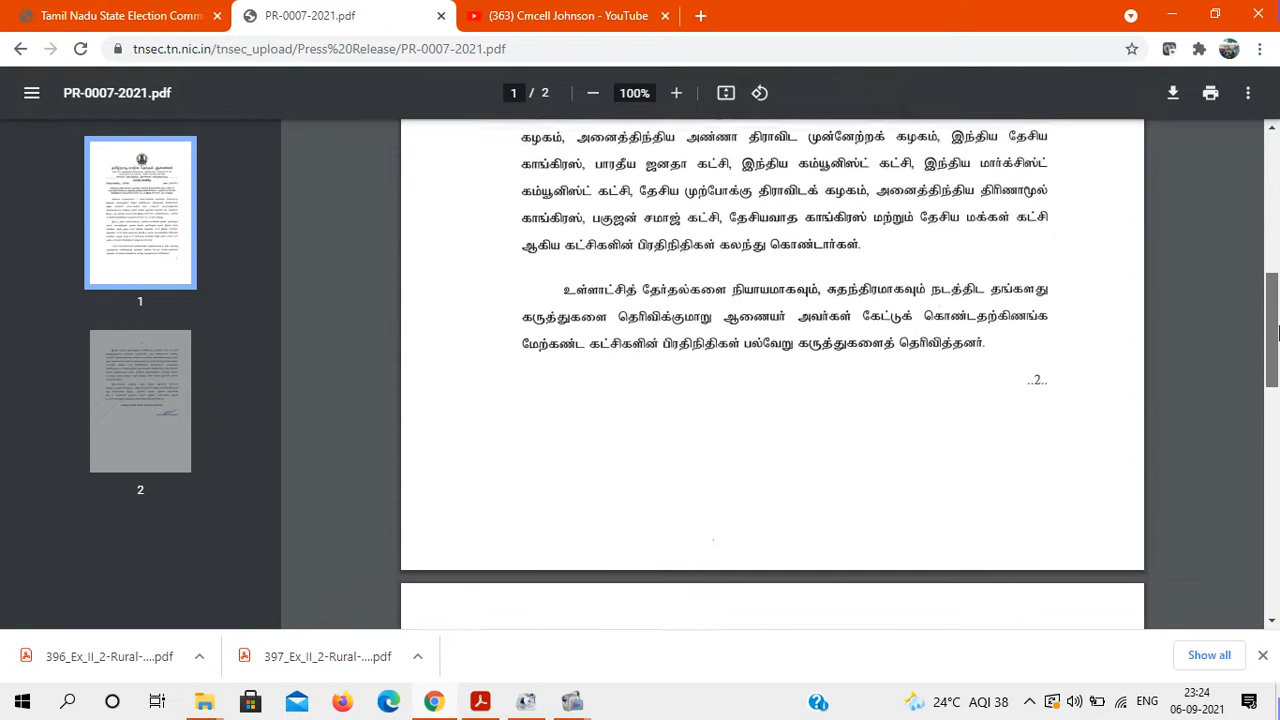 Tamil Nadu State Election Comm
PR-0007-2021.pdf
(363) Cmcell Johnson - YouTube
tnsec.tn.nic.in/tnsec_upload/Press%20Release/PR-0007-2021.pdf
PR-0007-2021.pdf
1 / 2
100%
கழகம், அனைத்திந்திய அண்ணா திராவிட முன்னேற்றக் கழகம், இந்திய தேசிய
காங்கிரஸ், பாரதீய ஜனதா கட்சி, இந்திய கம்யூனிஸ்ட் கட்சி, இந்திய மார்க்சிஸ்ட்
கம்யூனிஸ்ட் கட்சி, தேசிய முற்போக்கு திராவிடக் கழகம், அனைத்திந்திய திரிணாமூல்
காங்கிரஸ், பகுஜன் சமாஜ் கட்சி, தேசியவாத காங்கிரஸ் மற்றும் தேசிய மக்கள் கட்சி
ஆகிய கட்சிகளின் பிரதிநிதிகள் கலந்து கொண்டார்கள்.
உள்ளாட்சித் தேர்தல்களை நியாயமாகவும், சுதந்திரமாகவும் நடத்திட தங்களது
கருத்துகளை தெரிவிக்குமாறு ஆணையர் அவர்கள் கேட்டுக் கொண்டதற்கிணங்க
மேற்கண்ட கட்சிகளின் பிரதிநிதிகள் பல்வேறு கருத்துகளைத் தெரிவித்தனர்.
..2..
1
2
396_Ex_II_2-Rural-....pdf
397_Ex_II_2-Rural-....pdf
Show all
24°C AQI 38
ENG
23:24
06-09-2021